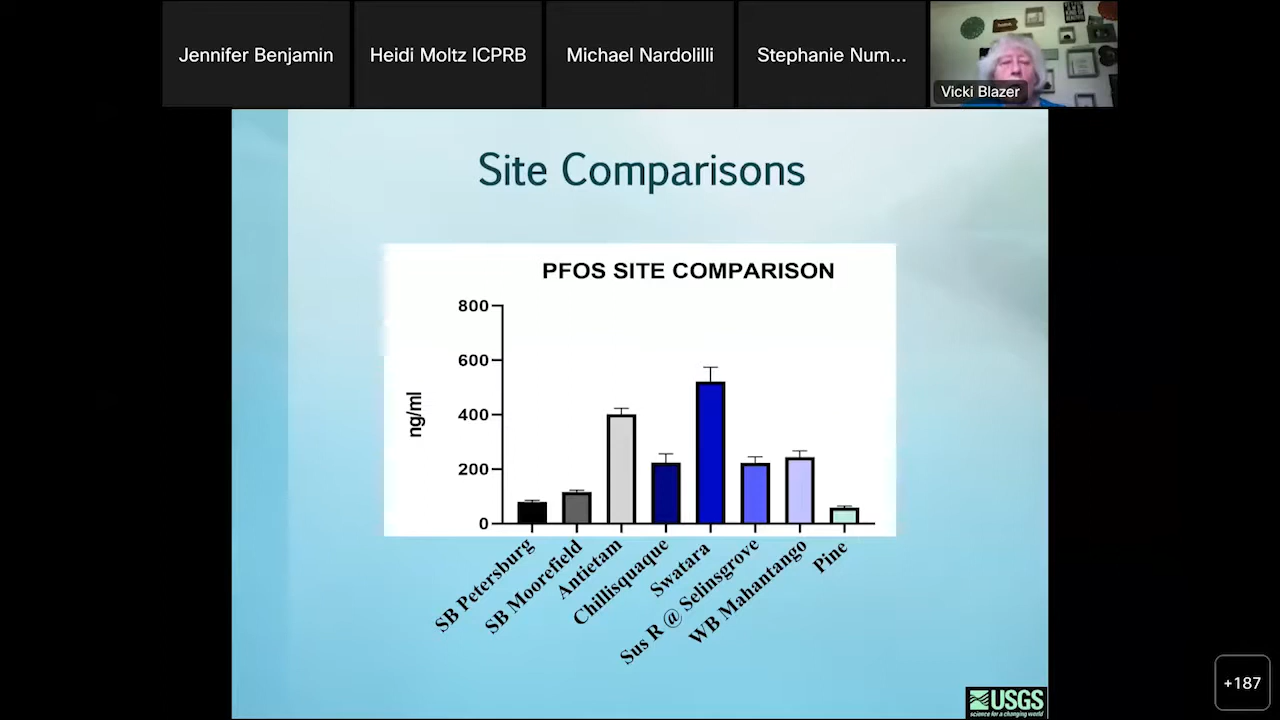 Jennifer Benjamin
Heidi Moltz ICPRB
Michael Nardolilli
Stephanie Num...
Vicki Blazer
Site Comparisons
PFOS SITE COMPARISON
800
600
400
200
0
ng/ml
SB Petersburg
SB Moorefield
Antietam
Chillisquaque
Swatara
Sus R @ Selinsgrove
WB Mahantango
Pine
USGS
science for a changing world
+187